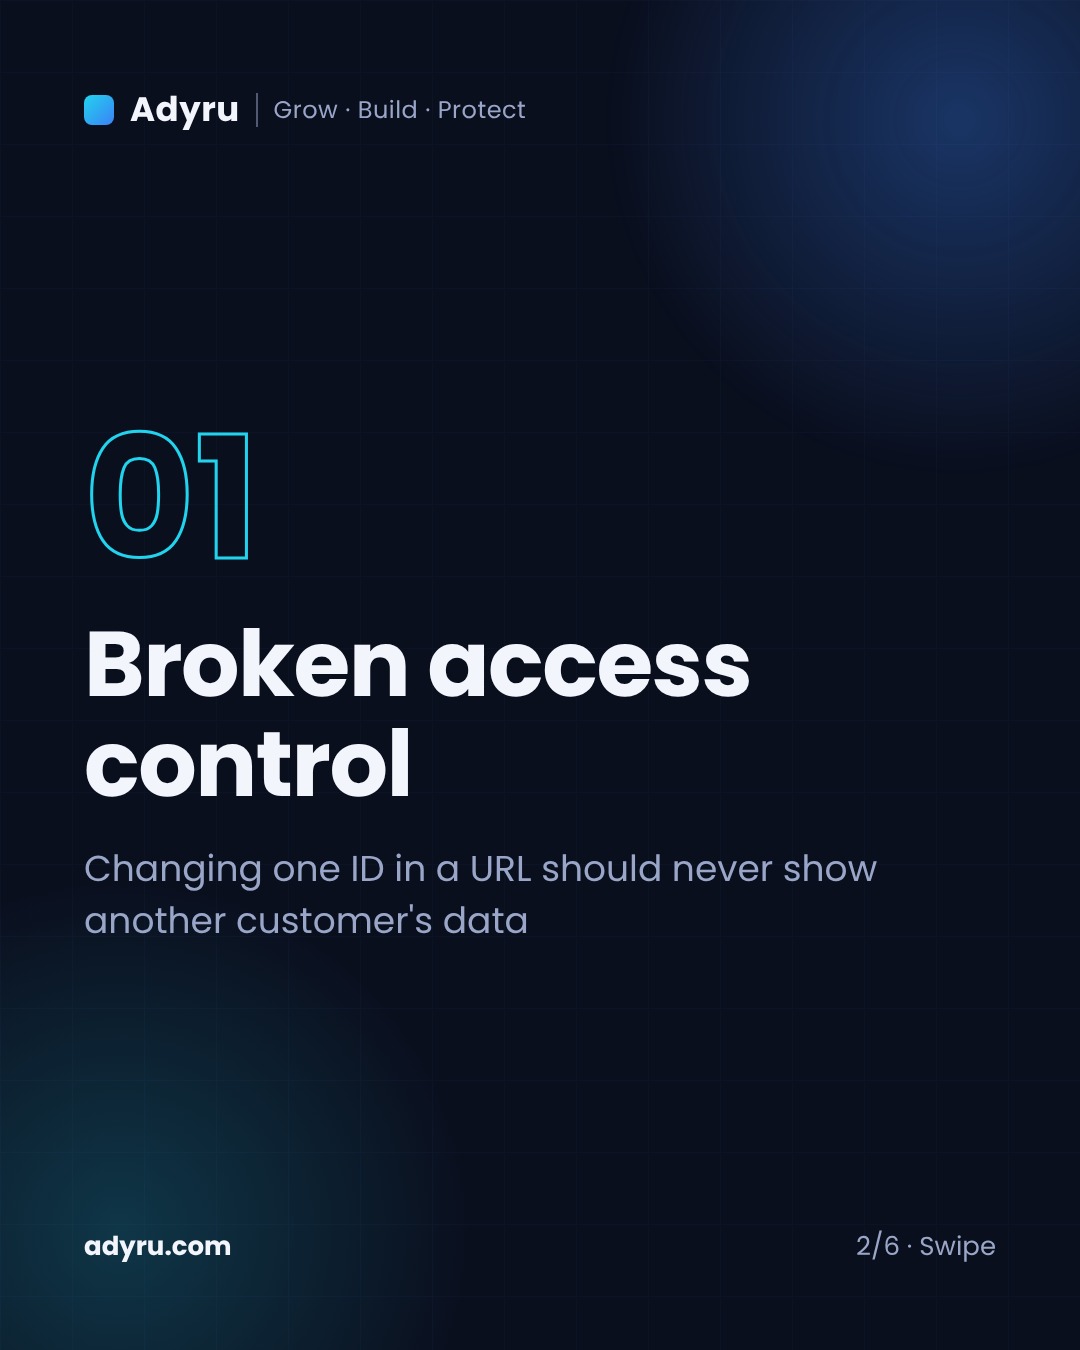 Adyru | Grow · Build · Protect
01
Broken access
control
Changing one ID in a URL should never show
another customer's data
adyru.com
2/6 · Swipe